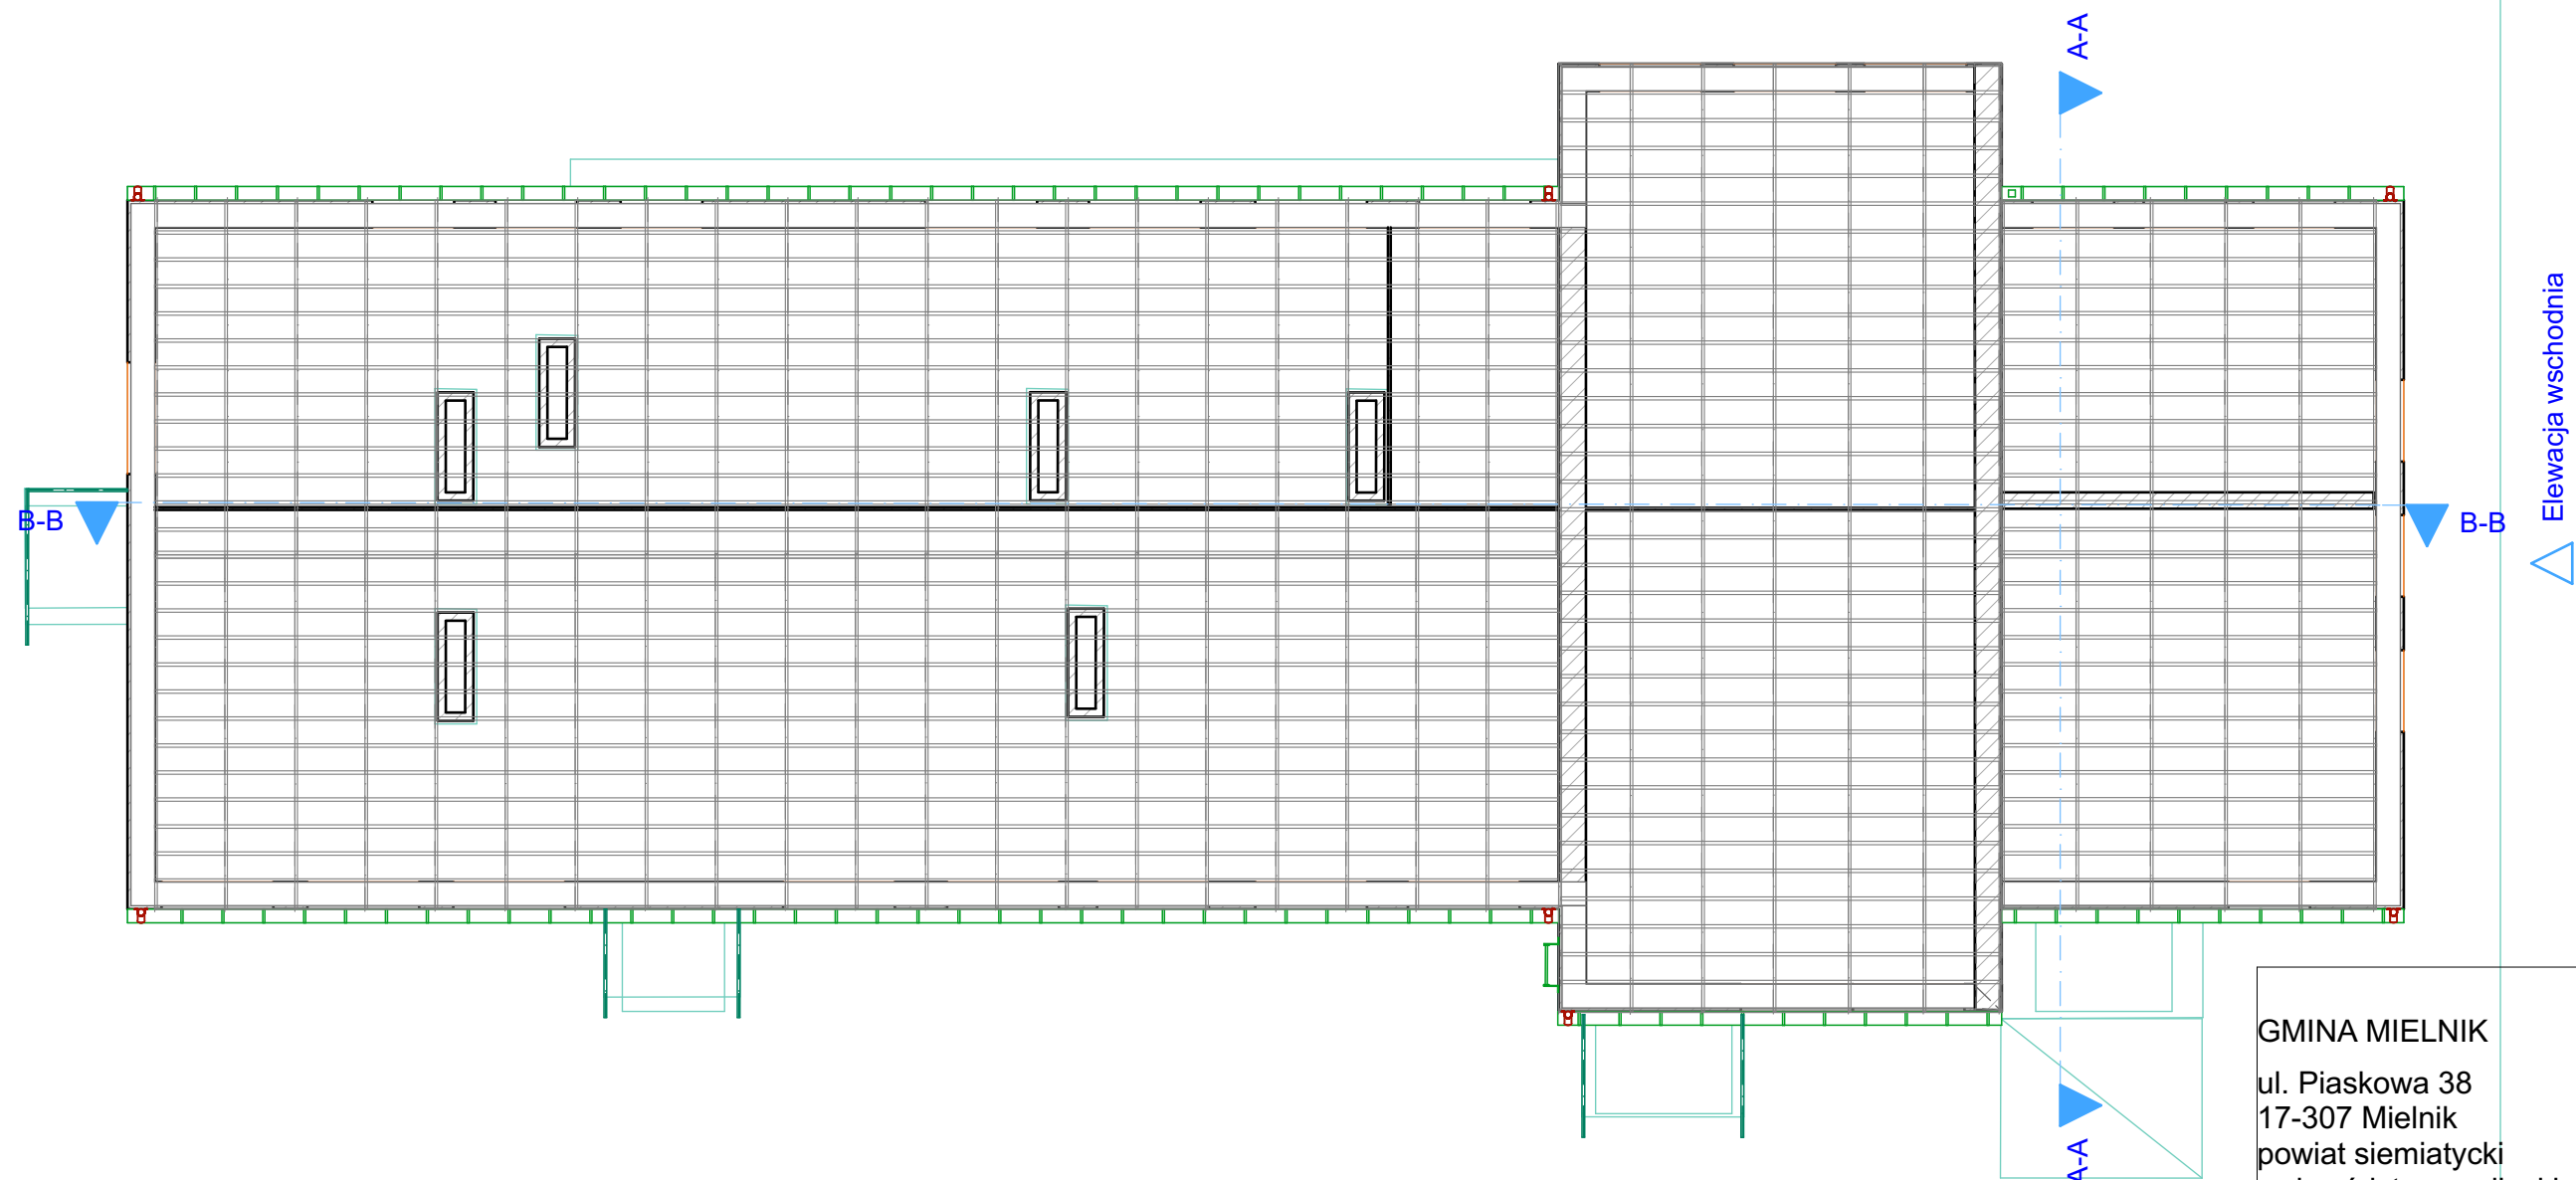 A-A
Elewacja wschodnia
B-B
B-B
GMINA MIELNIK
ul. Piaskowa 38
17-307 Mielnik
powiat siemiatycki
A-A